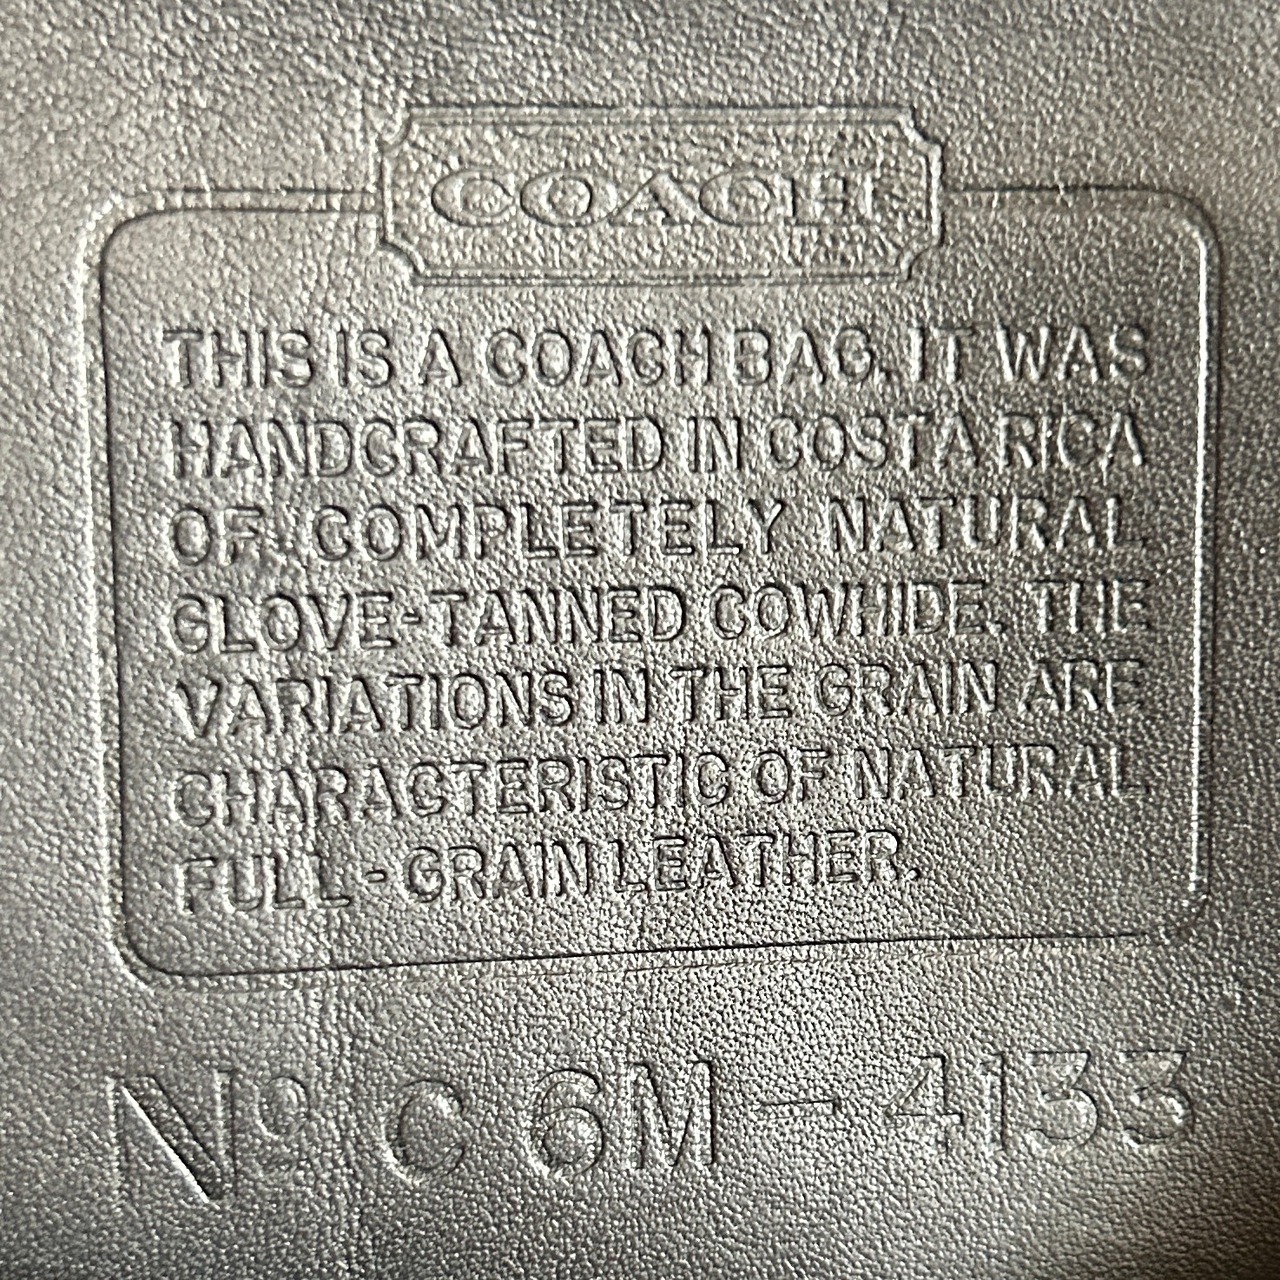 COACH
THIS IS A COACH BAG. IT WAS
HANDCRAFTED IN COSTA RICA
OF COMPLETELY NATURAL
GLOVE-TANNED COWHIDE. THE
VARIATIONS IN THE GRAIN ARE
CHARACTERISTIC OF NATURAL
FULL-GRAIN LEATHER.
Nº C 6M-4133